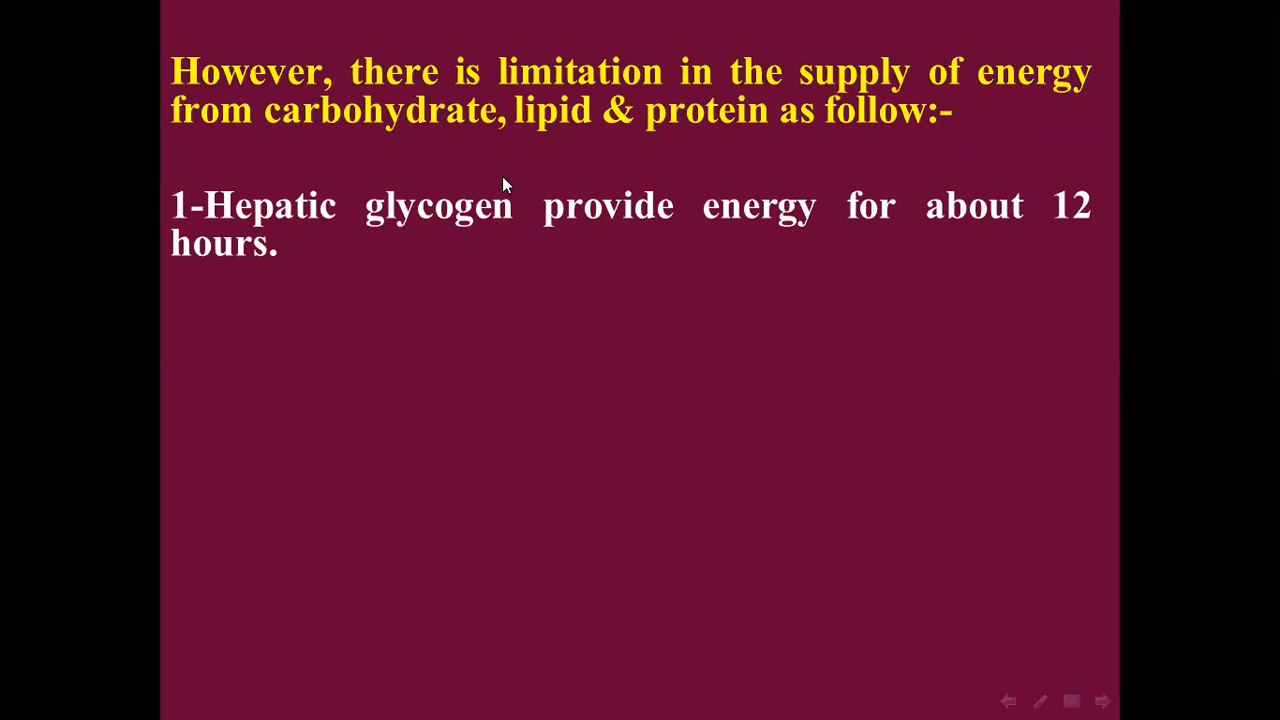 However, there is limitation in the supply of energy
from carbohydrate, lipid & protein as follow:-
1-Hepatic glycogen provide energy for about 12
hours.